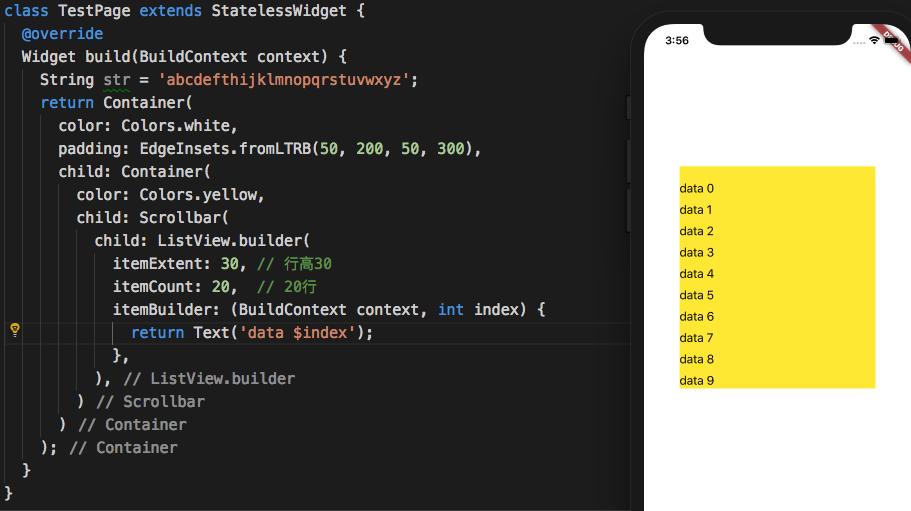 class TestPage extends StatelessWidget {
@override
Widget build(BuildContext context) {
String str = 'abcdefthijklmnopqrstuvwxyz';
return Container(
color: Colors.white,
padding: EdgeInsets.fromLTRB(50, 200, 50, 300),
child: Container(
color: Colors.yellow,
child: Scrollbar(
child: ListView.builder(
itemExtent: 30, // 行高30
itemCount: 20,  // 20行
itemBuilder: (BuildContext context, int index) {
return Text('data $index');
},
), // ListView.builder
) // Scrollbar
) // Container
); // Container
}
}
3:56
data 0
data 1
data 2
data 3
data 4
data 5
data 6
data 7
data 8
data 9